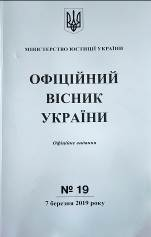 МІНІСТЕРСТВО ЮСТИЦІЇ УКРАЇНИ
ОФІЦІЙНИЙ
ВІСНИК
УКРАЇНИ
Офіційне видання
№ 19
7 березня 2019 року